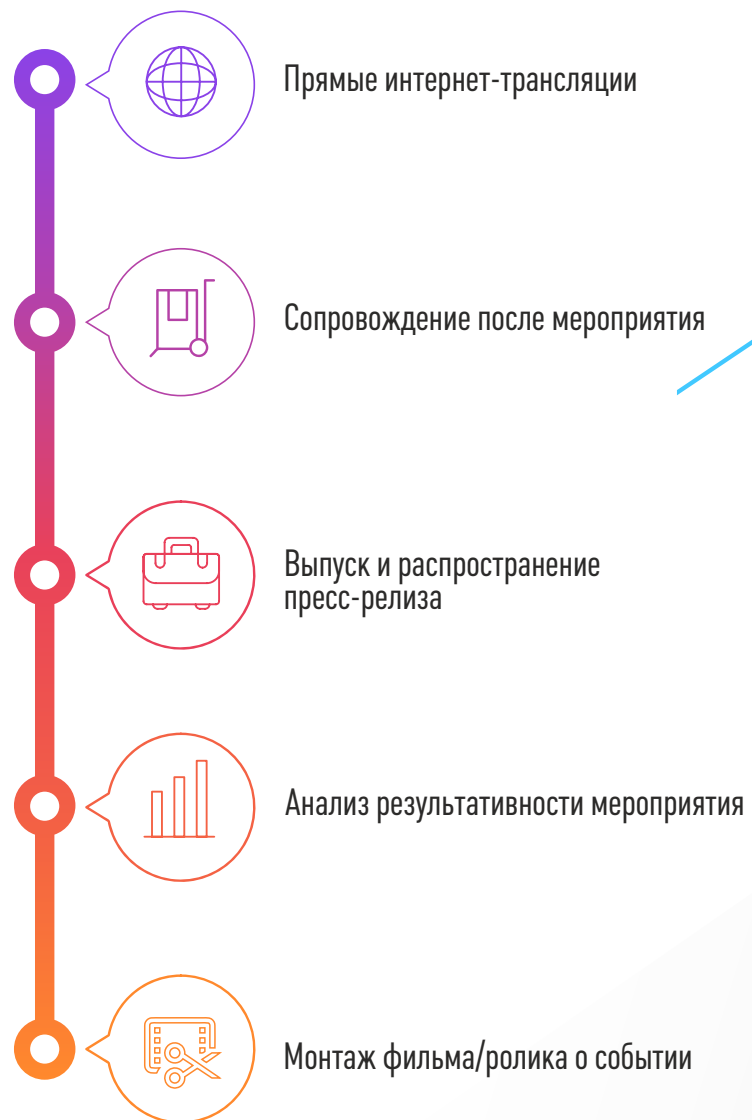 Прямые интернет-трансляции
Сопровождение после мероприятия
Выпуск и распространение
пресс-релиза
Анализ результативности мероприятия
Монтаж фильма/ролика о событии